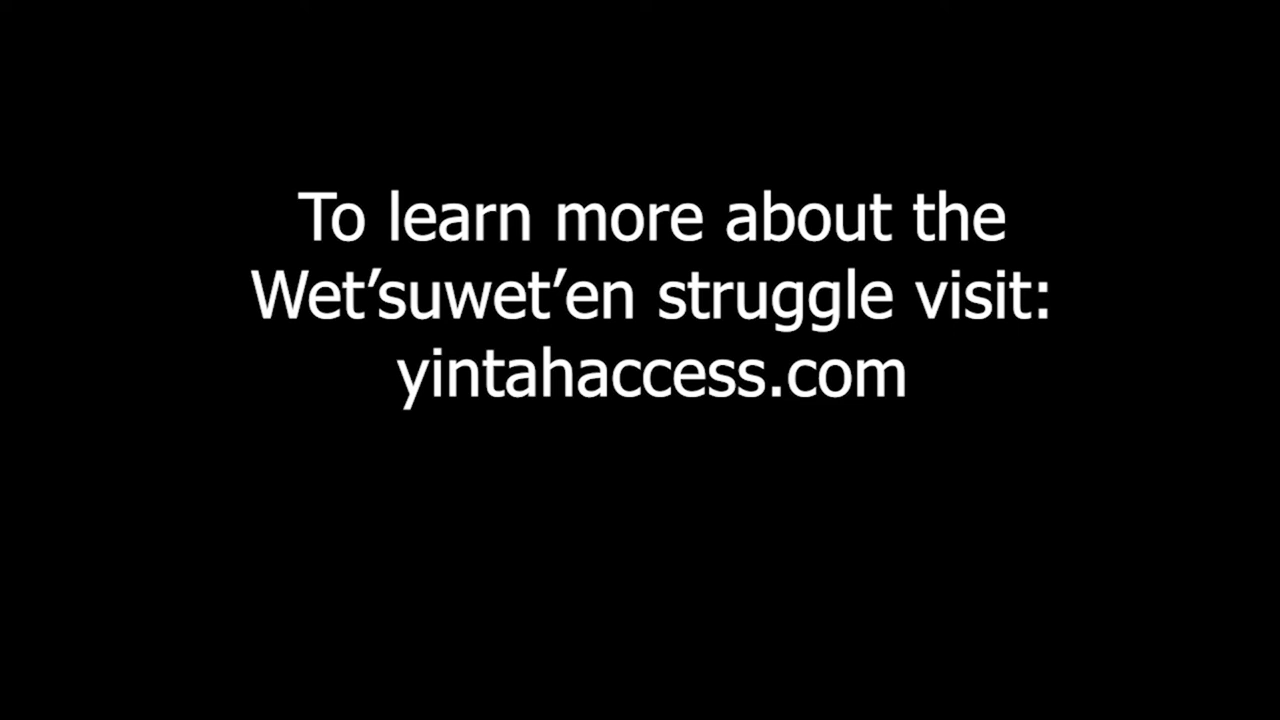 To learn more about the
Wet’suwet’en struggle visit:
yintahaccess.com